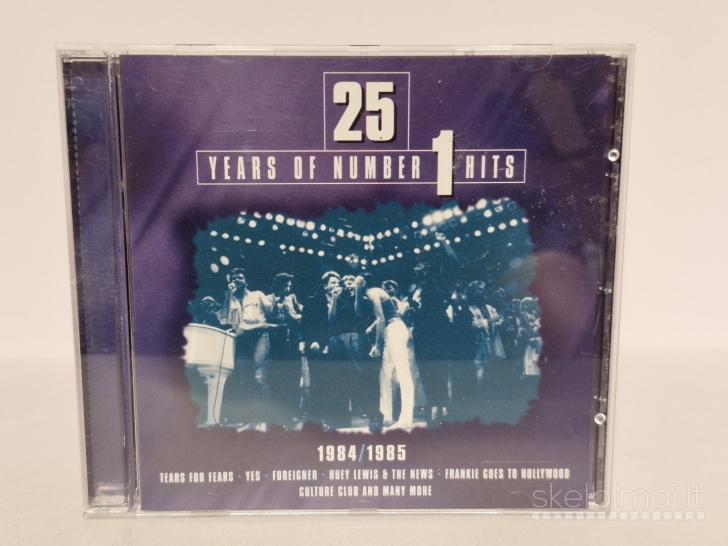 25
YEARS OF NUMBER 1 HITS
1984/1985
TEARS FOR FEARS · YES · FOREIGNER · HUEY LEWIS & THE NEWS · FRANKIE GOES TO HOLLYWOOD
CULTURE CLUB AND MANY MORE
skelbimai.lt